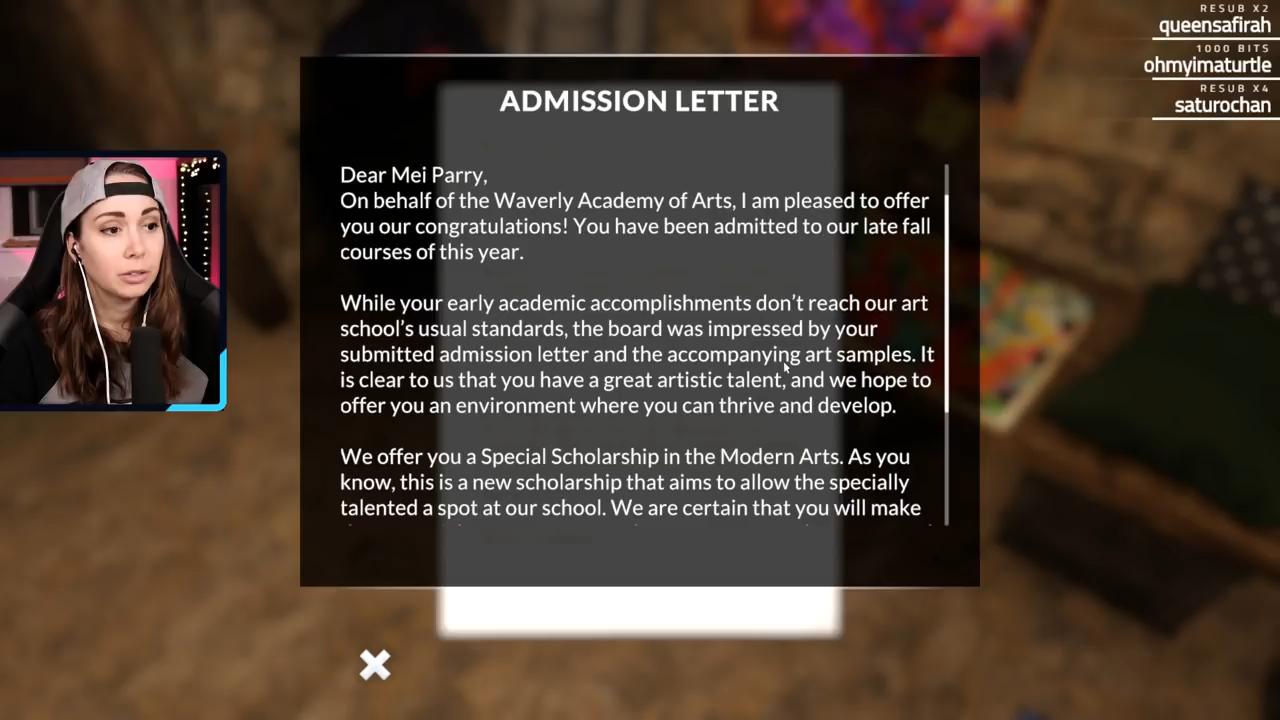 RESUB X2
queensafirah
1000 BITS
ohmyimaturtle
RESUB X4
saturochan
ADMISSION LETTER
Dear Mei Parry,
On behalf of the Waverly Academy of Arts, I am pleased to offer
you our congratulations! You have been admitted to our late fall
courses of this year.
While your early academic accomplishments don't reach our art
school's usual standards, the board was impressed by your
submitted admission letter and the accompanying art samples. It
is clear to us that you have a great artistic talent, and we hope to
offer you an environment where you can thrive and develop.
We offer you a Special Scholarship in the Modern Arts. As you
know, this is a new scholarship that aims to allow the specially
talented a spot at our school. We are certain that you will make